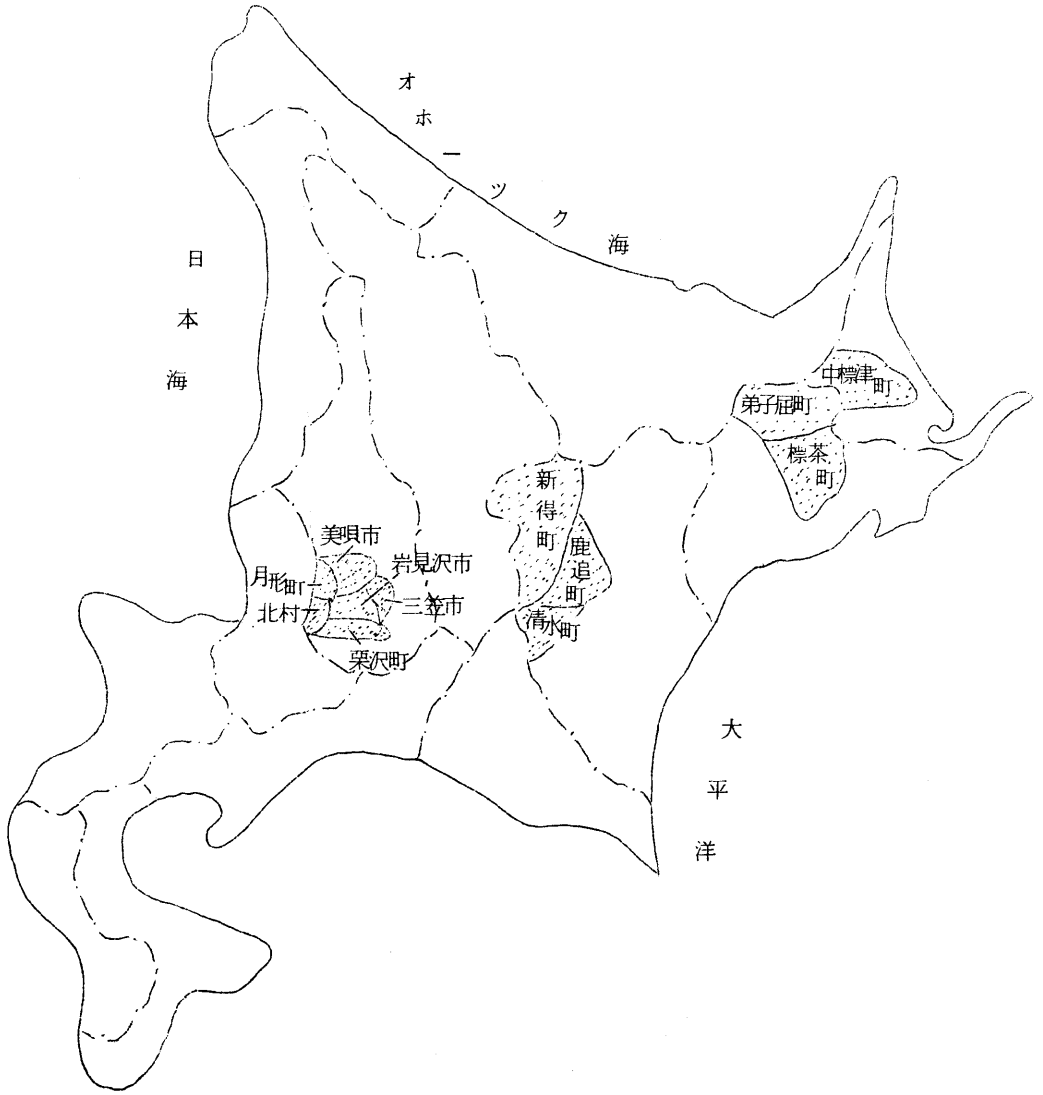 オホーツク海
日本海
中標津町
弟子屈町
標茶町
新得町
鹿追町
清水町
美唄市
岩見沢市
月形町
三笠市
北村
栗沢町
大平洋